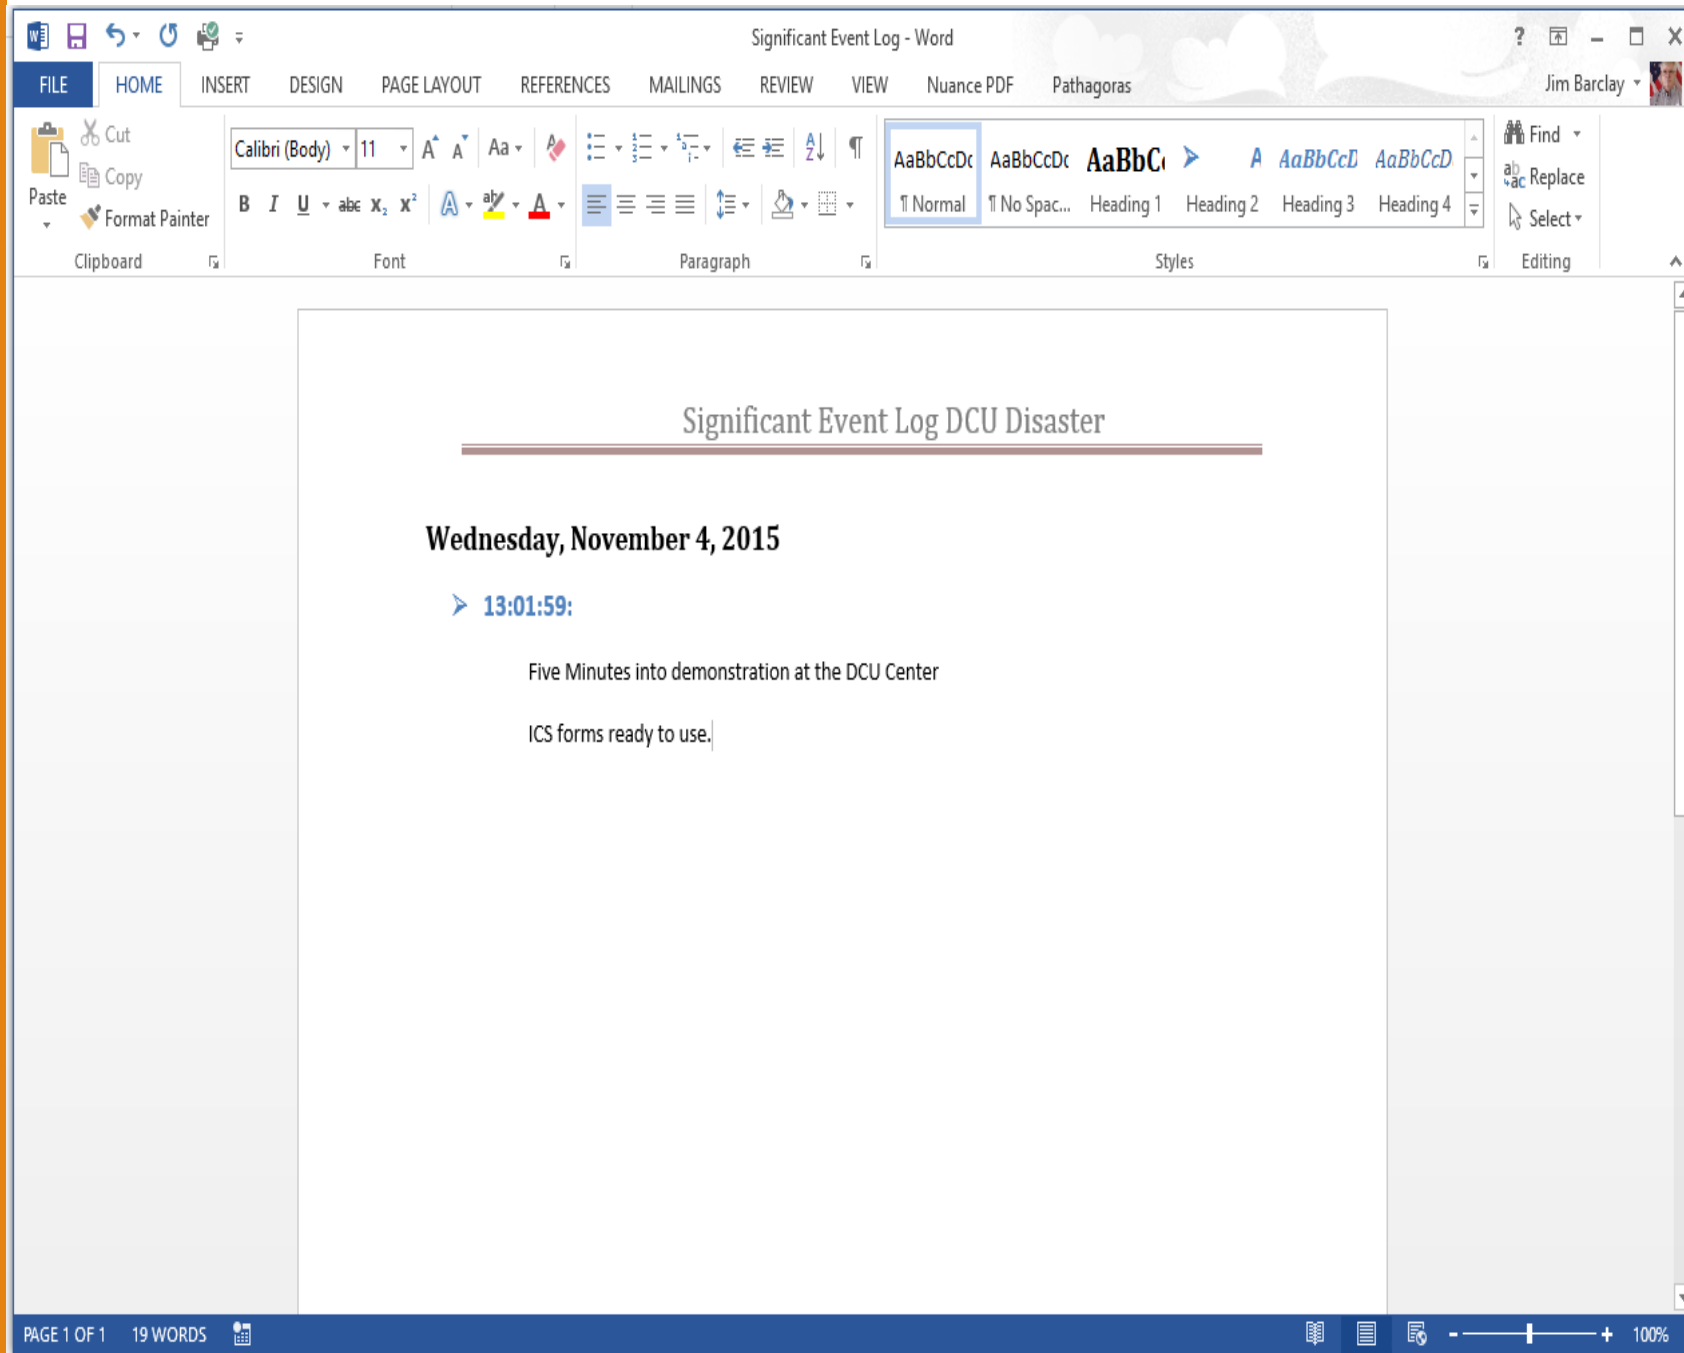 Significant Event Log - Word
?
FILE HOME INSERT DESIGN PAGE LAYOUT REFERENCES MAILINGS REVIEW VIEW Nuance PDF Pathagoras Jim Barclay
Paste
Cut
Copy
Format Painter
Clipboard
Calibri (Body) 11 A A Aa
B I U abc X₂ X² A ab A
Font
Paragraph
AaBbCcDc AaBbCcDc AaBbC A AaBbCcD AaBbCcD
¶ Normal ¶ No Spac... Heading 1 Heading 2 Heading 3 Heading 4
Styles
Find
Replace
Select
Editing
Significant Event Log DCU Disaster
Wednesday, November 4, 2015
➢ 13:01:59:
Five Minutes into demonstration at the DCU Center
ICS forms ready to use.
PAGE 1 OF 1 19 WORDS 100%